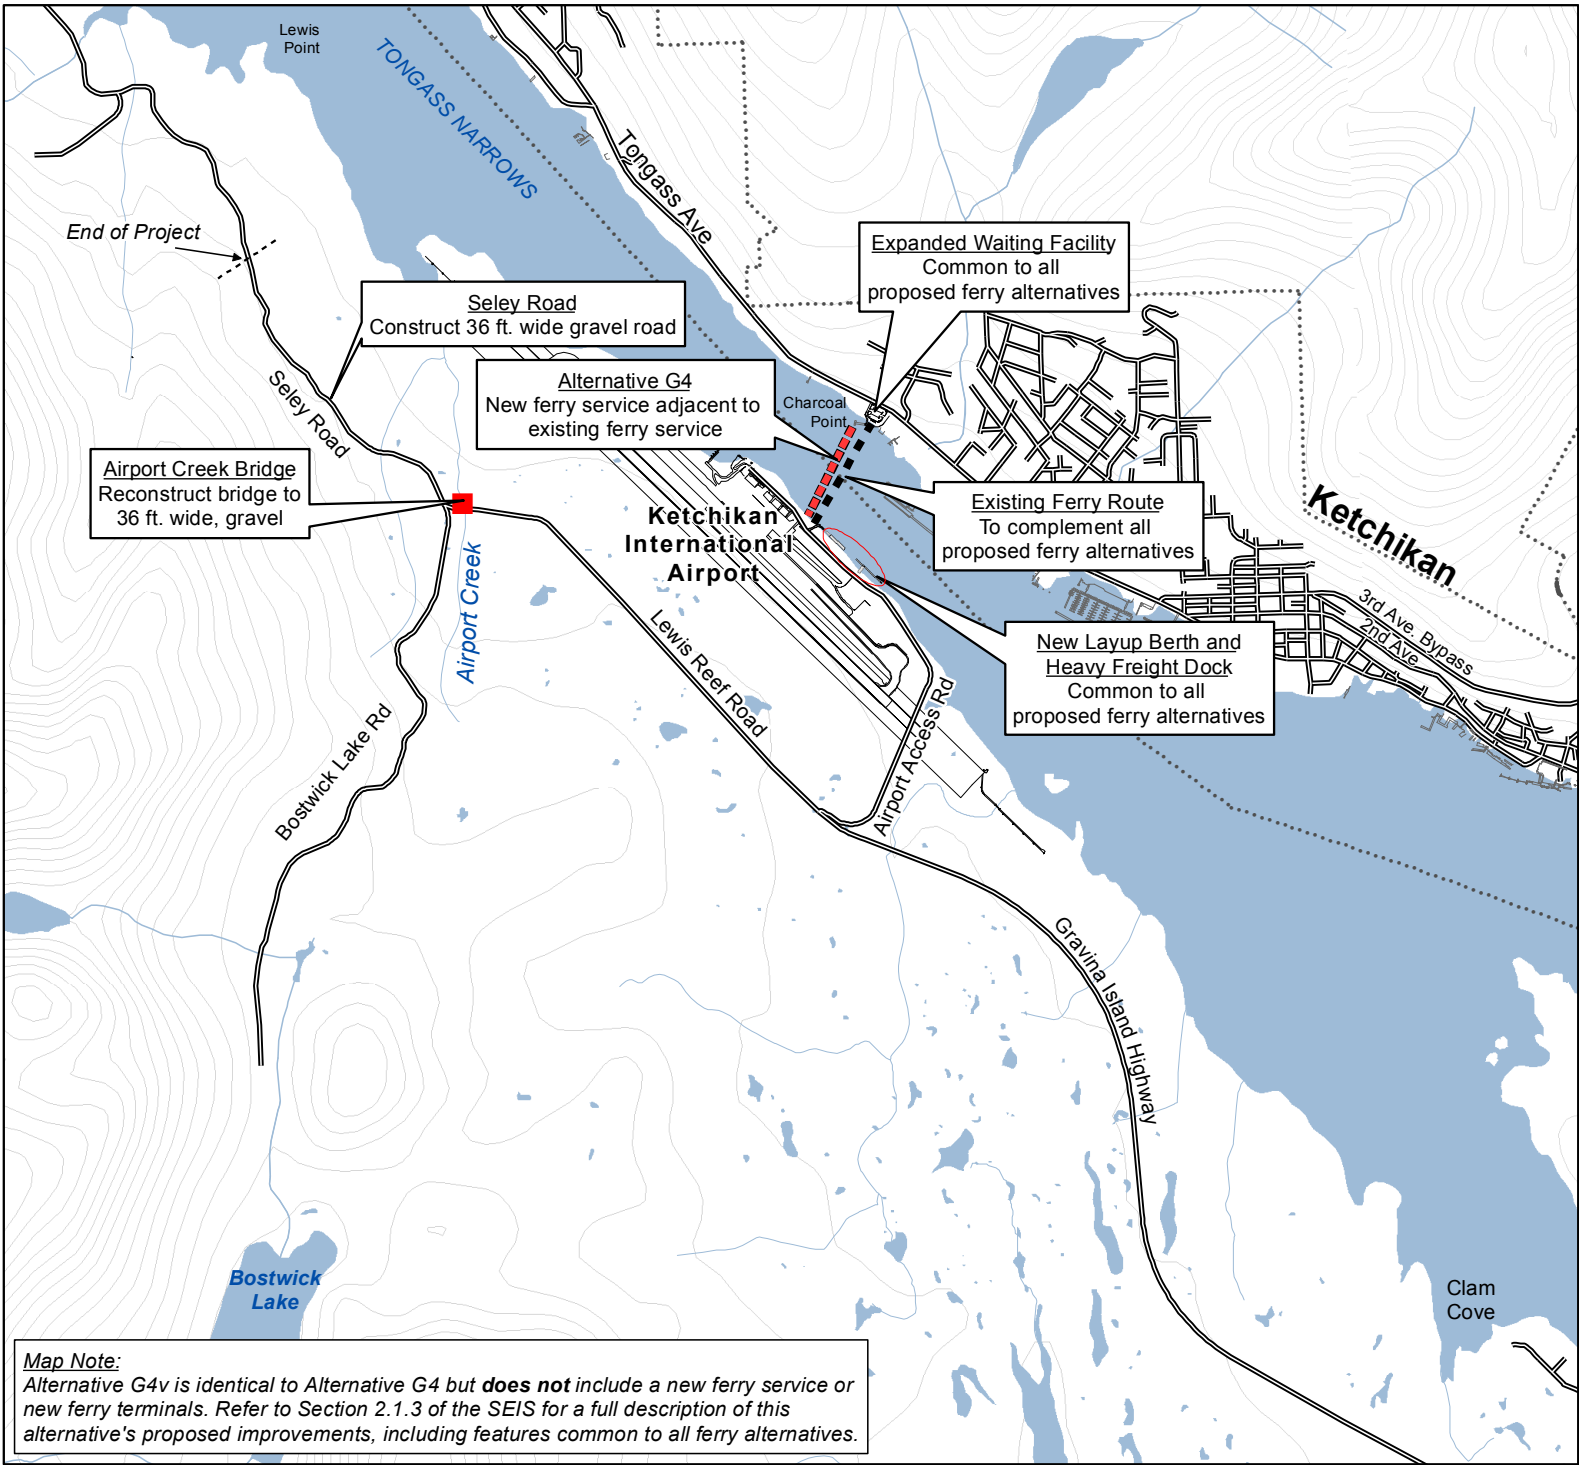 Lewis
Point
TONGASS NARROWS
Tongass Ave
End of Project
Expanded Waiting Facility
Common to all
proposed ferry alternatives
Seley Road
Construct 36 ft. wide gravel road
Alternative G4
New ferry service adjacent to
existing ferry service
Charcoal
Point
Seley Road
Airport Creek Bridge
Reconstruct bridge to
36 ft. wide, gravel
Existing Ferry Route
To complement all
proposed ferry alternatives
Ketchikan
Ketchikan
International
Airport
Airport Creek
3rd Ave. Bypass
2nd Ave
New Layup Berth and
Heavy Freight Dock
Common to all
proposed ferry alternatives
Lewis Reef Road
Airport Access Rd
Bostwick Lake Rd
Gravina Island Highway
Bostwick
Lake
Clam
Cove
Map Note:
Alternative G4v is identical to Alternative G4 but does not include a new ferry service or
new ferry terminals. Refer to Section 2.1.3 of the SEIS for a full description of this
alternative's proposed improvements, including features common to all ferry alternatives.